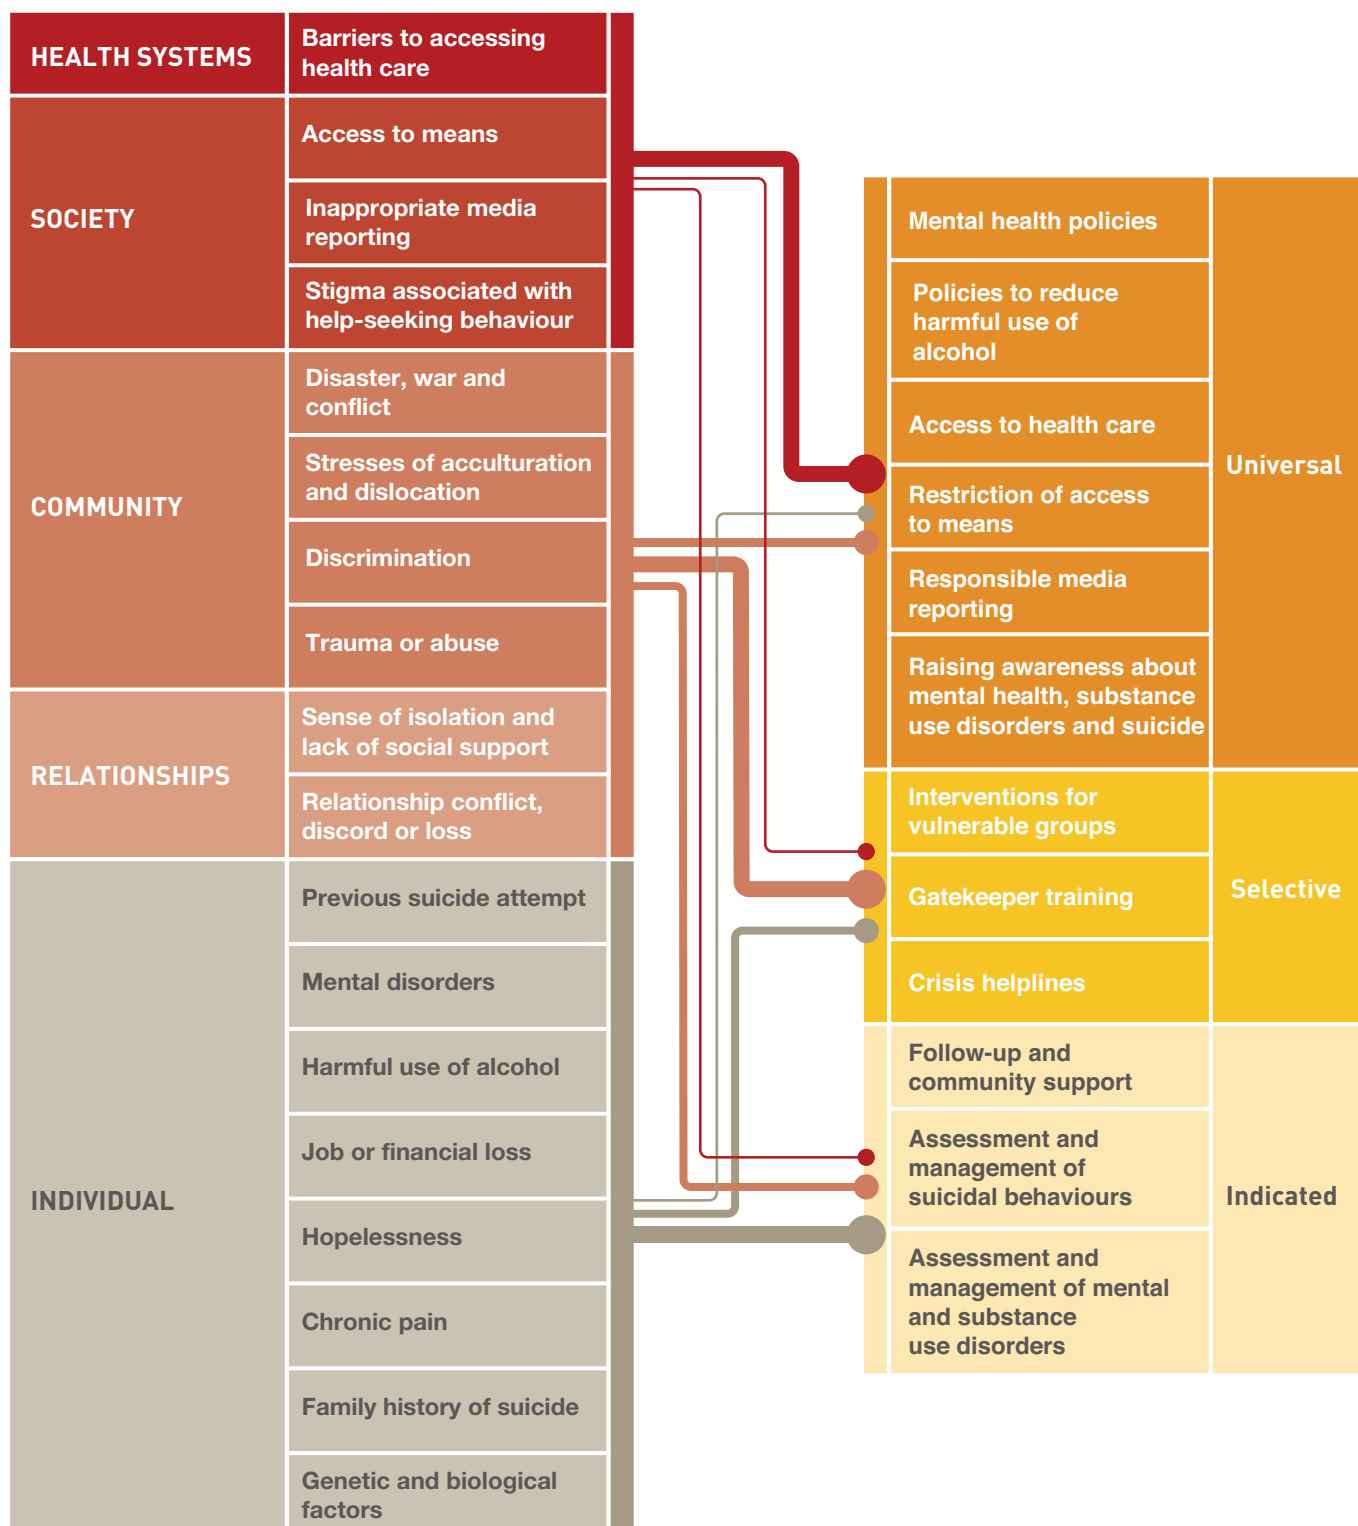 HEALTH SYSTEMS
Barriers to accessing
health care
SOCIETY
Access to means
Inappropriate media
reporting
Stigma associated with
help-seeking behaviour
COMMUNITY
Disaster, war and
conflict
Stresses of acculturation
and dislocation
Discrimination
Trauma or abuse
RELATIONSHIPS
Sense of isolation and
lack of social support
Relationship conflict,
discord or loss
INDIVIDUAL
Previous suicide attempt
Mental disorders
Harmful use of alcohol
Job or financial loss
Hopelessness
Chronic pain
Family history of suicide
Genetic and biological
factors
Mental health policies
Policies to reduce
harmful use of
alcohol
Access to health care
Restriction of access
to means
Responsible media
reporting
Raising awareness about
mental health, substance
use disorders and suicide
Universal
Interventions for
vulnerable groups
Gatekeeper training
Crisis helplines
Selective
Follow-up and
community support
Assessment and
management of
suicidal behaviours
Assessment and
management of mental
and substance
use disorders
Indicated